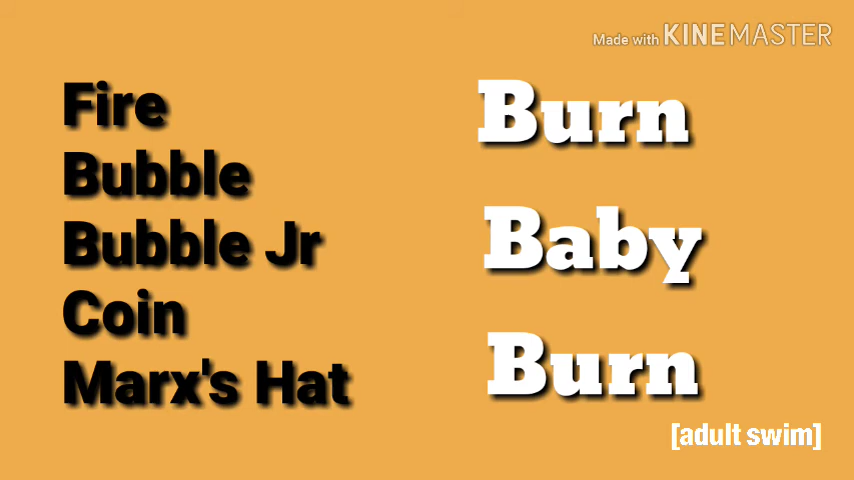 Made with KINEMASTER
Fire
Bubble
Bubble Jr
Coin
Marx's Hat
Burn
Baby
Burn
[adult swim]